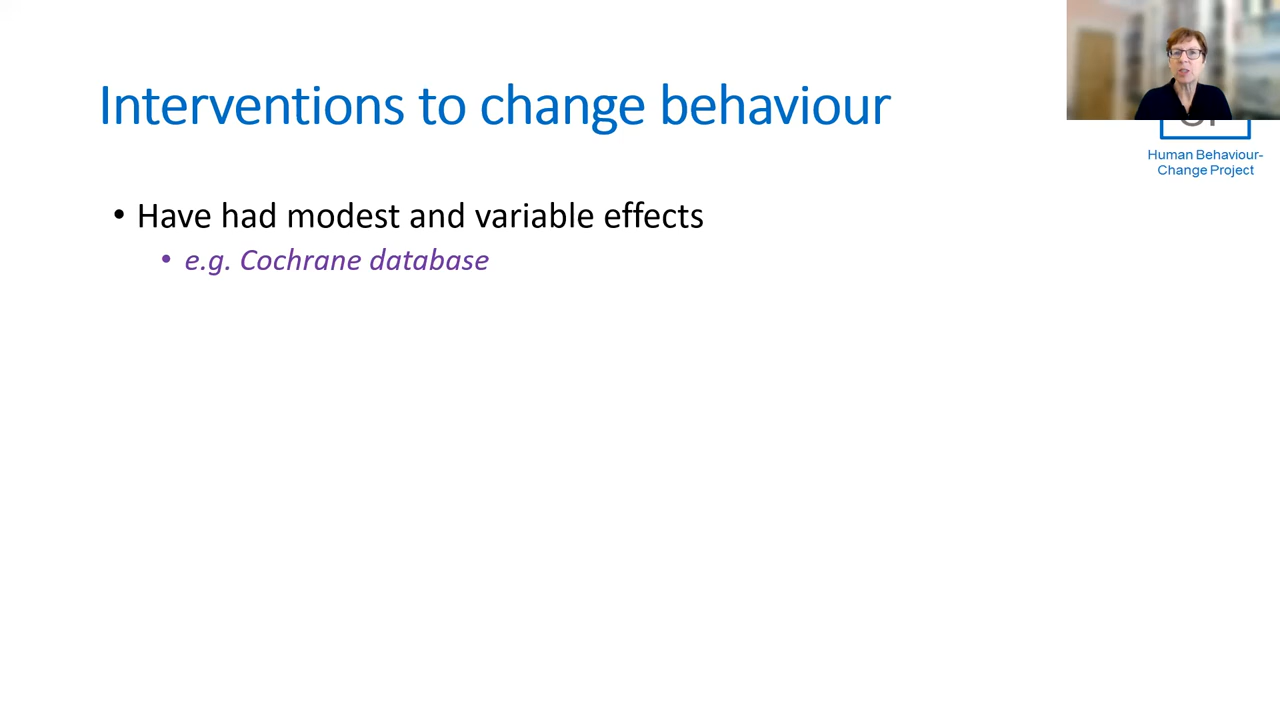 Interventions to change behaviour
Human Behaviour-
Change Project
• Have had modest and variable effects
• e.g. Cochrane database